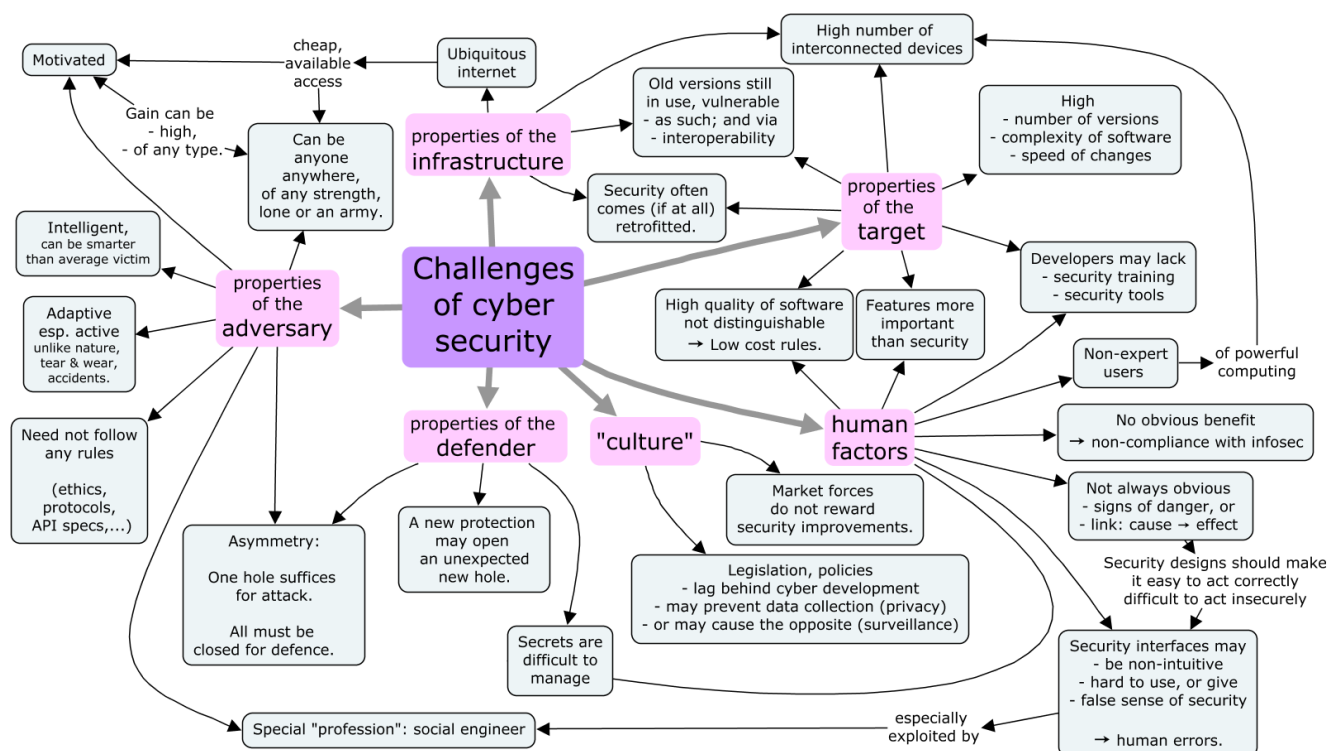 Motivated
cheap,
available
access
Ubiquitous
internet
High number of
interconnected devices
Gain can be
- high,
- of any type.
Can be
anyone
anywhere,
of any strength,
lone or an army.
properties of the
infrastructure
Old versions still
in use, vulnerable
- as such; and via
- interoperability
High
- number of versions
- complexity of software
- speed of changes
Security often
comes (if at all)
retrofitted.
properties
of the
target
Intelligent,
can be smarter
than average victim
properties
of the
adversary
Challenges
of cyber
security
Developers may lack
- security training
- security tools
Adaptive
esp. active
unlike nature,
tear & wear,
accidents.
High quality of software
not distinguishable
→ Low cost rules.
Features more
important
than security
Non-expert
users
of powerful
computing
Need not follow
any rules
(ethics,
protocols,
API specs,...)
properties of the
defender
"culture"
human
factors
No obvious benefit
→ non-compliance with infosec
Asymmetry:
One hole suffices
for attack.
All must be
closed for defence.
A new protection
may open
an unexpected
new hole.
Market forces
do not reward
security improvements.
Not always obvious
- signs of danger, or
- link: cause → effect
Legislation, policies
- lag behind cyber development
- may prevent data collection (privacy)
- or may cause the opposite (surveillance)
Security designs should make
it easy to act correctly
difficult to act insecurely
Secrets are
difficult to
manage
Security interfaces may
- be non-intuitive
- hard to use, or give
- false sense of security
→ human errors.
Special "profession": social engineer
especially
exploited by